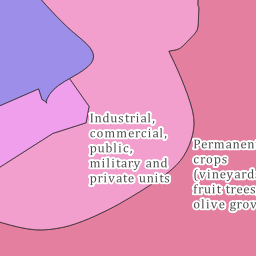 Industrial,
commercial,
public,
military and
private units
Permanent
crops
(vineyards
fruit trees
olive grov